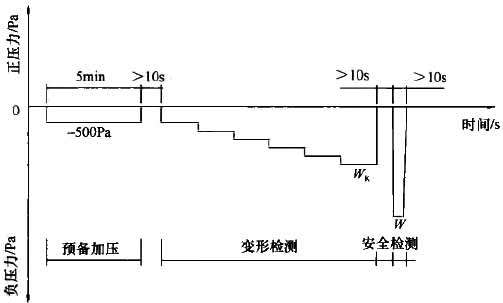 正压力/Pa
5min
>10s
>10s
>10s
0
时间/s
-500Pa
Wκ
W
预备加压
变形检测
安全检测
负压力/Pa